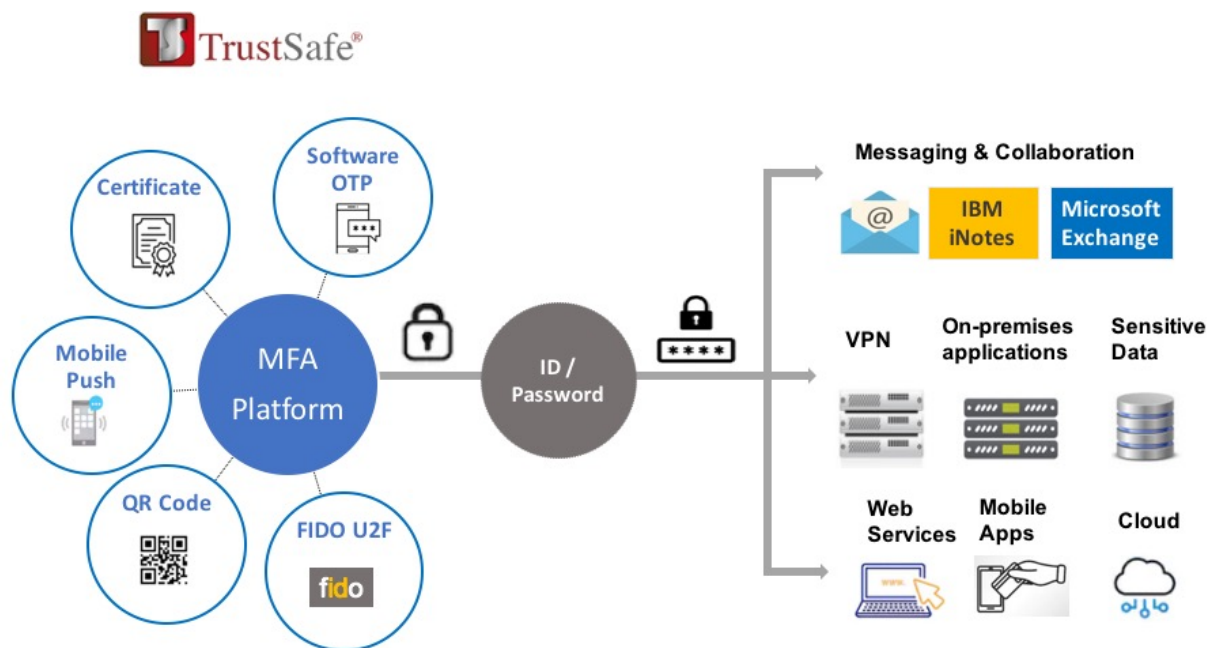 TrustSafe®
Software
OTP
Certificate
Mobile
Push
QR Code
FIDO U2F
fido
MFA
Platform
ID /
Password
****
Messaging & Collaboration
@
IBM
iNotes
Microsoft
Exchange
VPN
On-premises
applications
Sensitive
Data
Web
Services
www.
Mobile
Apps
Cloud